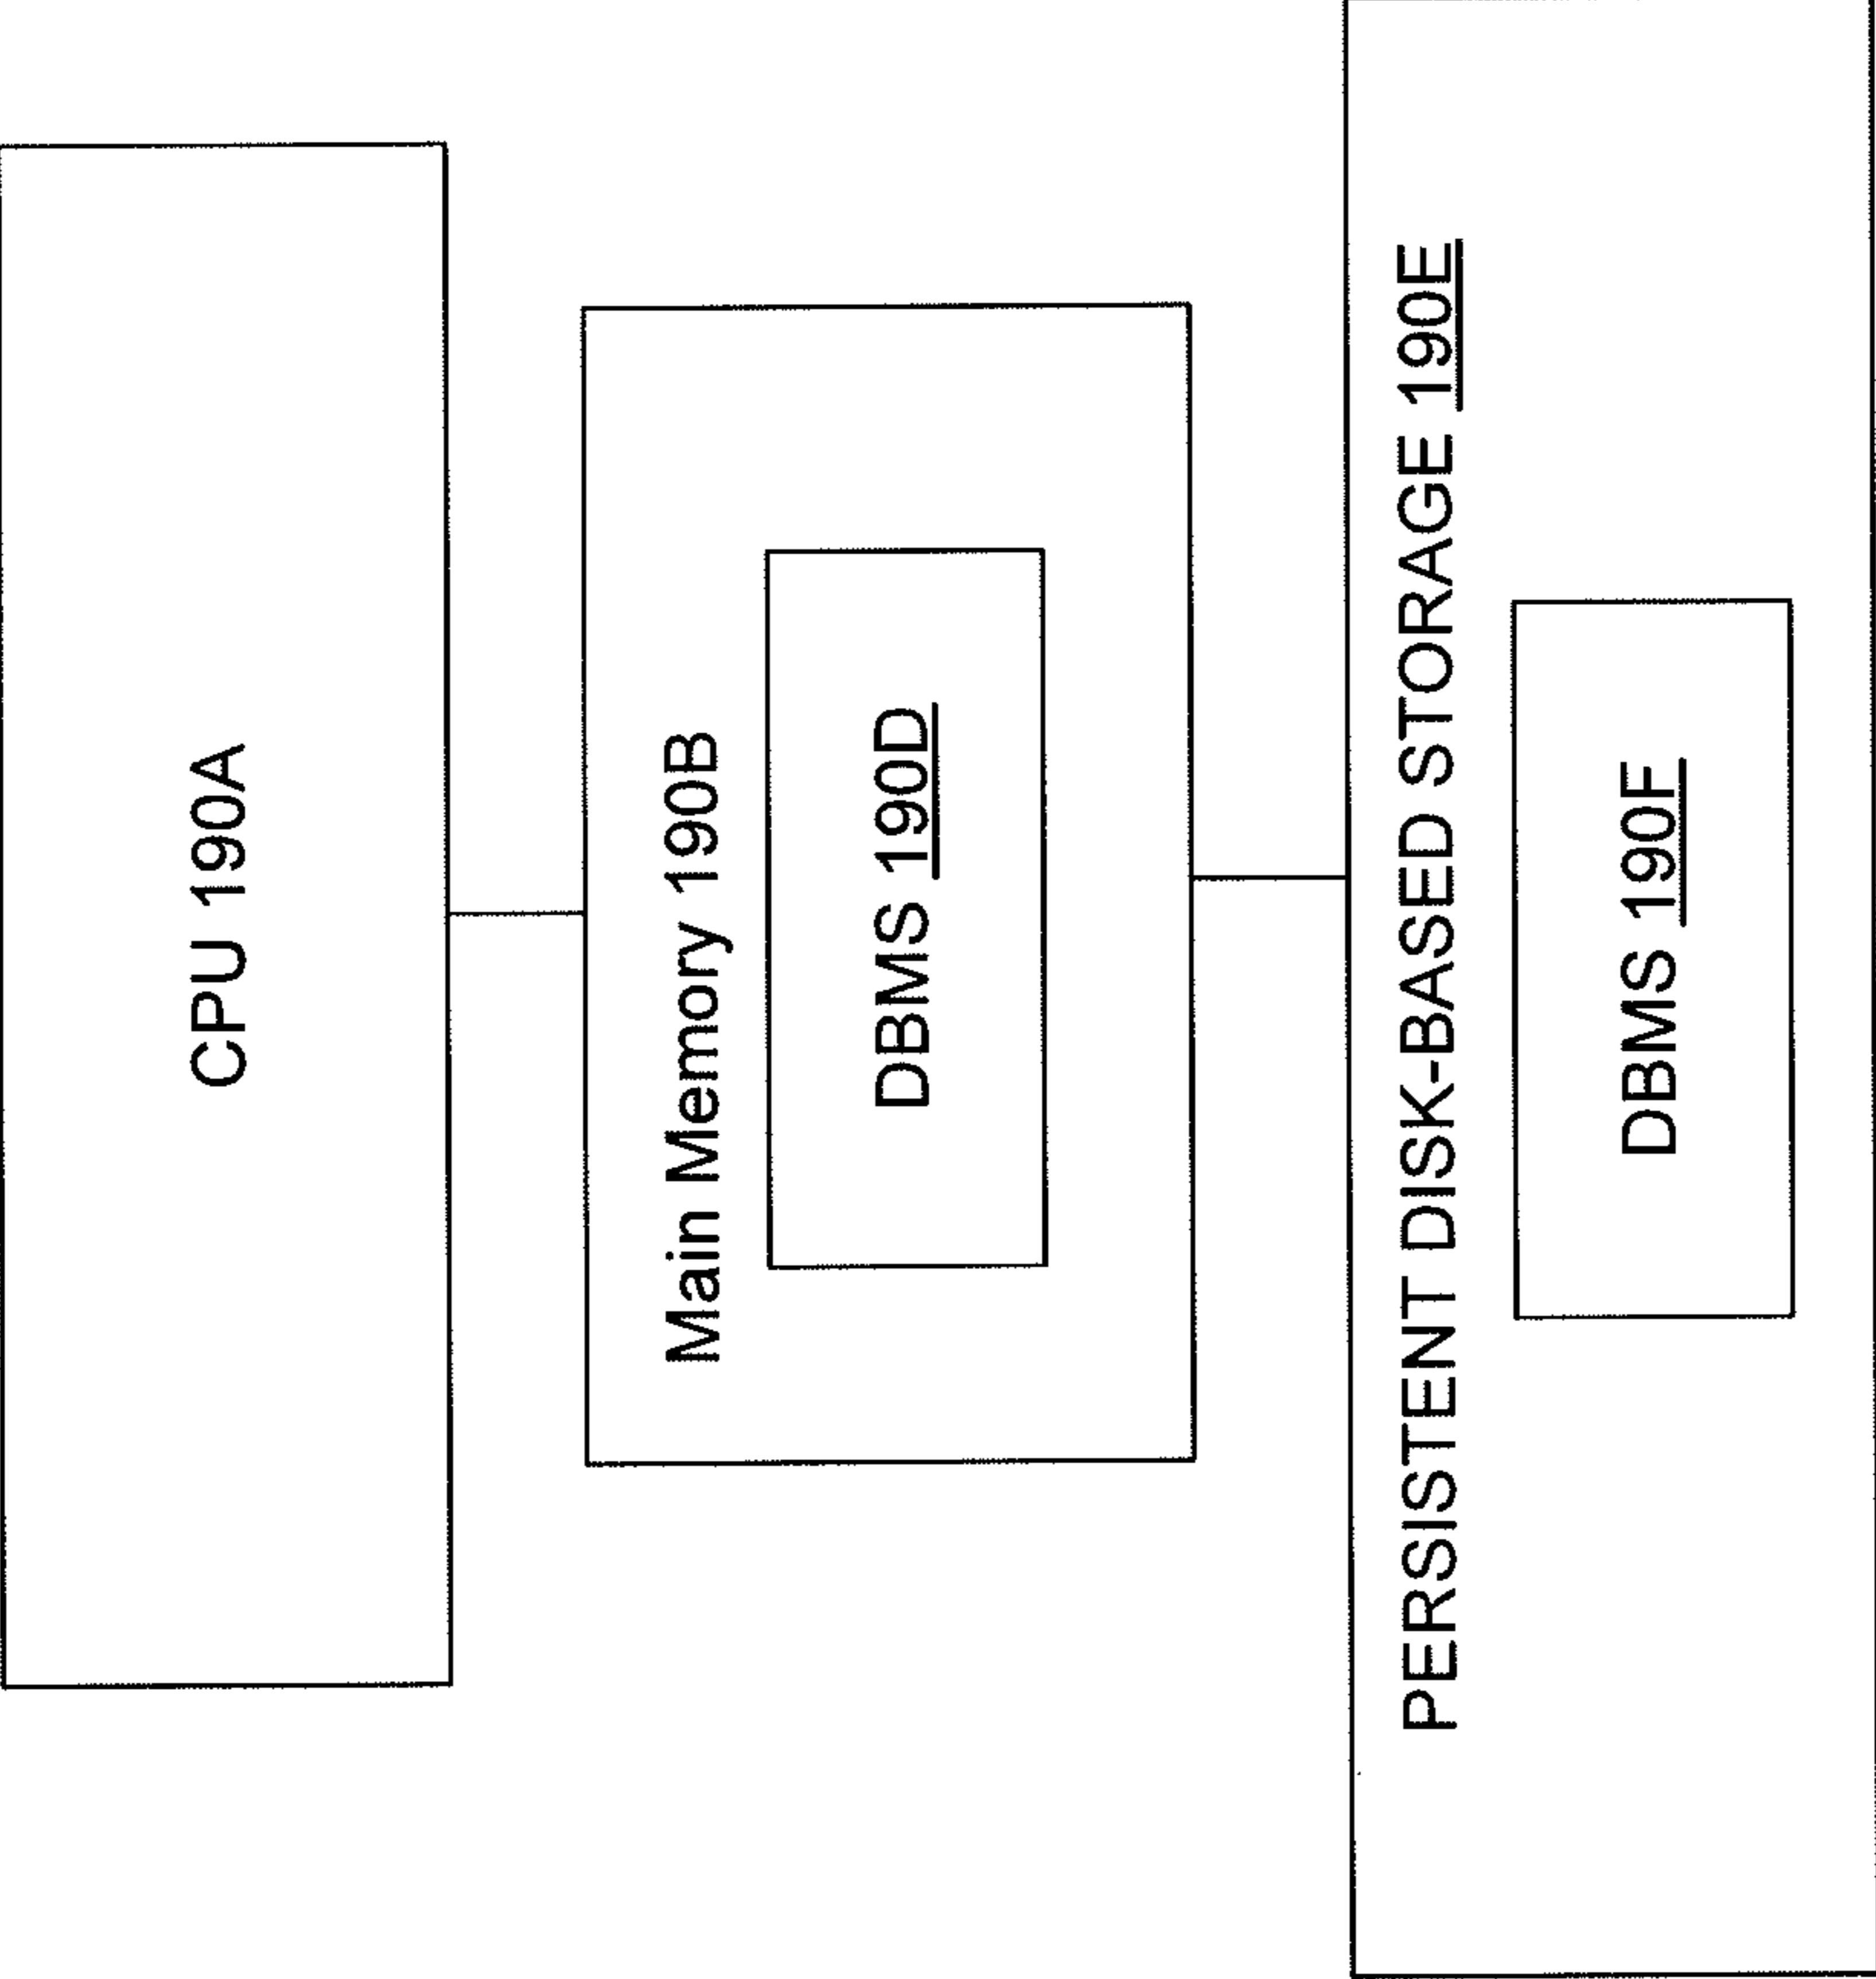 CPU 190A
Main Memory 190B
DBMS 190D
PERSISTENT DISK-BASED STORAGE 190E
DBMS 190F